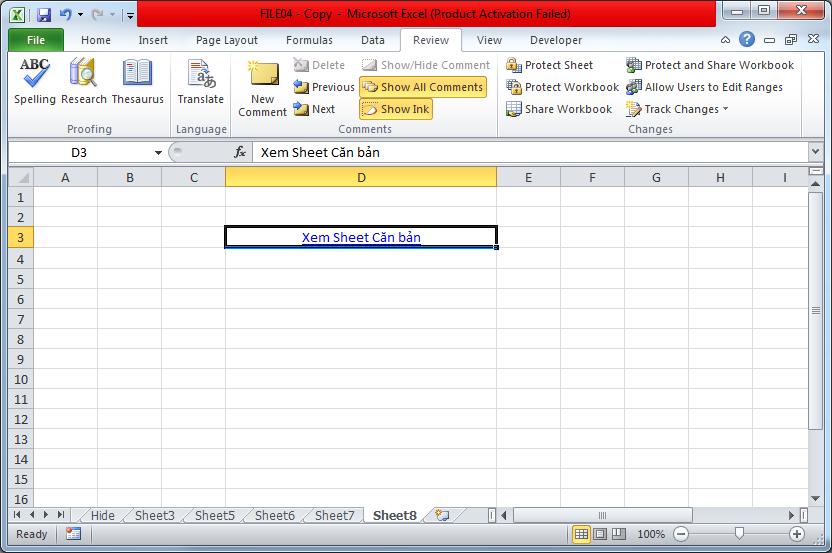 FILE04 - Copy - Microsoft Excel (Product Activation Failed)
File Home Insert Page Layout Formulas Data Review View Developer
ABC
Spelling Research Thesaurus
Proofing
Translate
Language
New Comment
Delete
Previous
Next
Show/Hide Comment
Show All Comments
Show Ink
Comments
Protect Sheet
Protect Workbook
Share Workbook
Protect and Share Workbook
Allow Users to Edit Ranges
Track Changes
Changes
D3 fx Xem Sheet Căn bản
A B C D E F G H I
1
2
3 Xem Sheet Căn bản
4
5
6
7
8
9
10
11
12
13
14
15
16
Hide Sheet3 Sheet5 Sheet6 Sheet7 Sheet8
Ready 100%